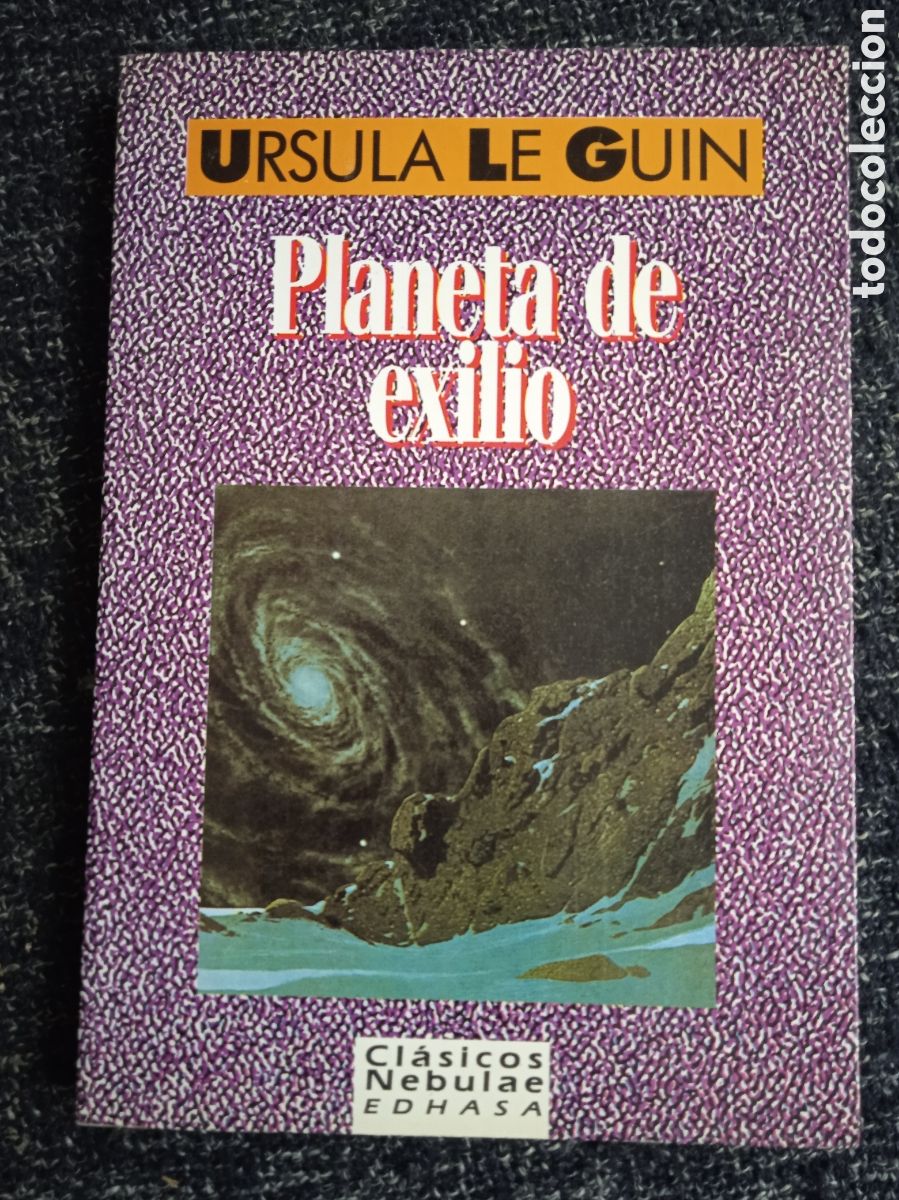 URSULA LE GUIN
Planeta de
exilio
Clásicos
Nebulae
EDHASA
todocoleccion